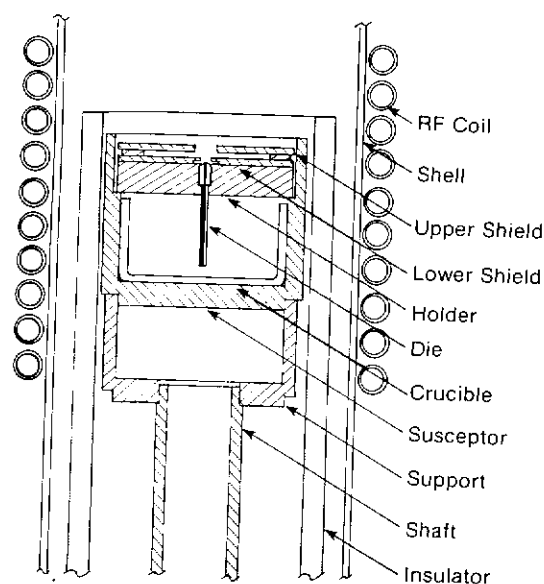 RF Coil
Shell
Upper Shield
Lower Shield
Holder
Die
Crucible
Susceptor
Support
Shaft
Insulator